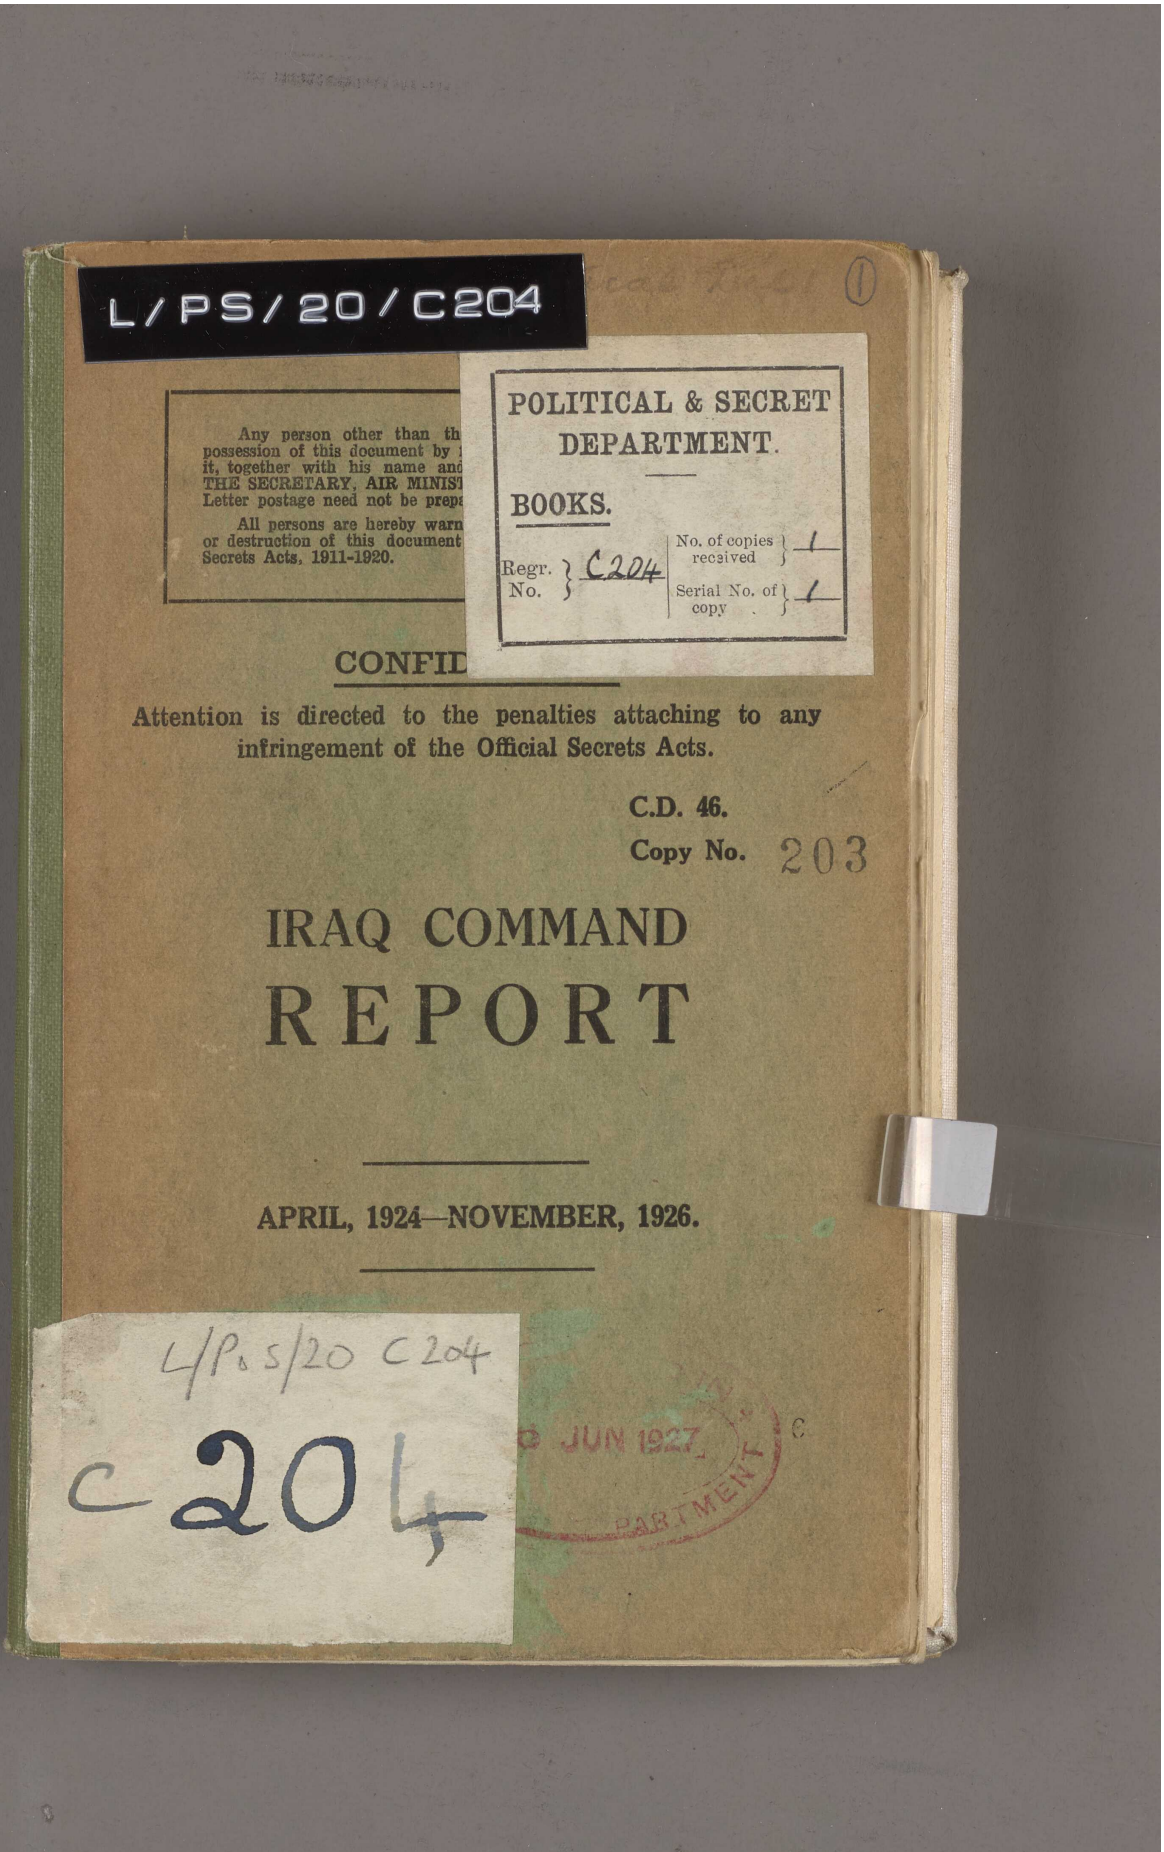 L/PS/20/C204
1
POLITICAL & SECRET
DEPARTMENT.
BOOKS.
Regr. No. } C204
No. of copies received } 1
Serial No. of copy . } 1
Any person other than th
possession of this document by
it, together with his name and
THE SECRETARY, AIR MINIST
Letter postage need not be prepa
All persons are hereby warn
or destruction of this document
Secrets Acts, 1911-1920.
CONFID
Attention is directed to the penalties attaching to any
infringement of the Official Secrets Acts.
C.D. 46.
Copy No. 203
IRAQ COMMAND
REPORT
APRIL, 1924—NOVEMBER, 1926.
L/P.S/20 C204
C 204
JUN 1927
PARTMENT